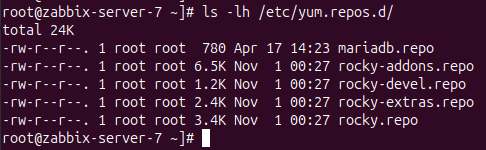 root@zabbix-server-7 ~]# ls -lh /etc/yum.repos.d/
total 24K
-rw-r--r--. 1 root root  780 Apr 17 14:23 mariadb.repo
-rw-r--r--. 1 root root 6.5K Nov  1 00:27 rocky-addons.repo
-rw-r--r--. 1 root root 1.2K Nov  1 00:27 rocky-devel.repo
-rw-r--r--. 1 root root 2.4K Nov  1 00:27 rocky-extras.repo
-rw-r--r--. 1 root root 3.4K Nov  1 00:27 rocky.repo
root@zabbix-server-7 ~]#